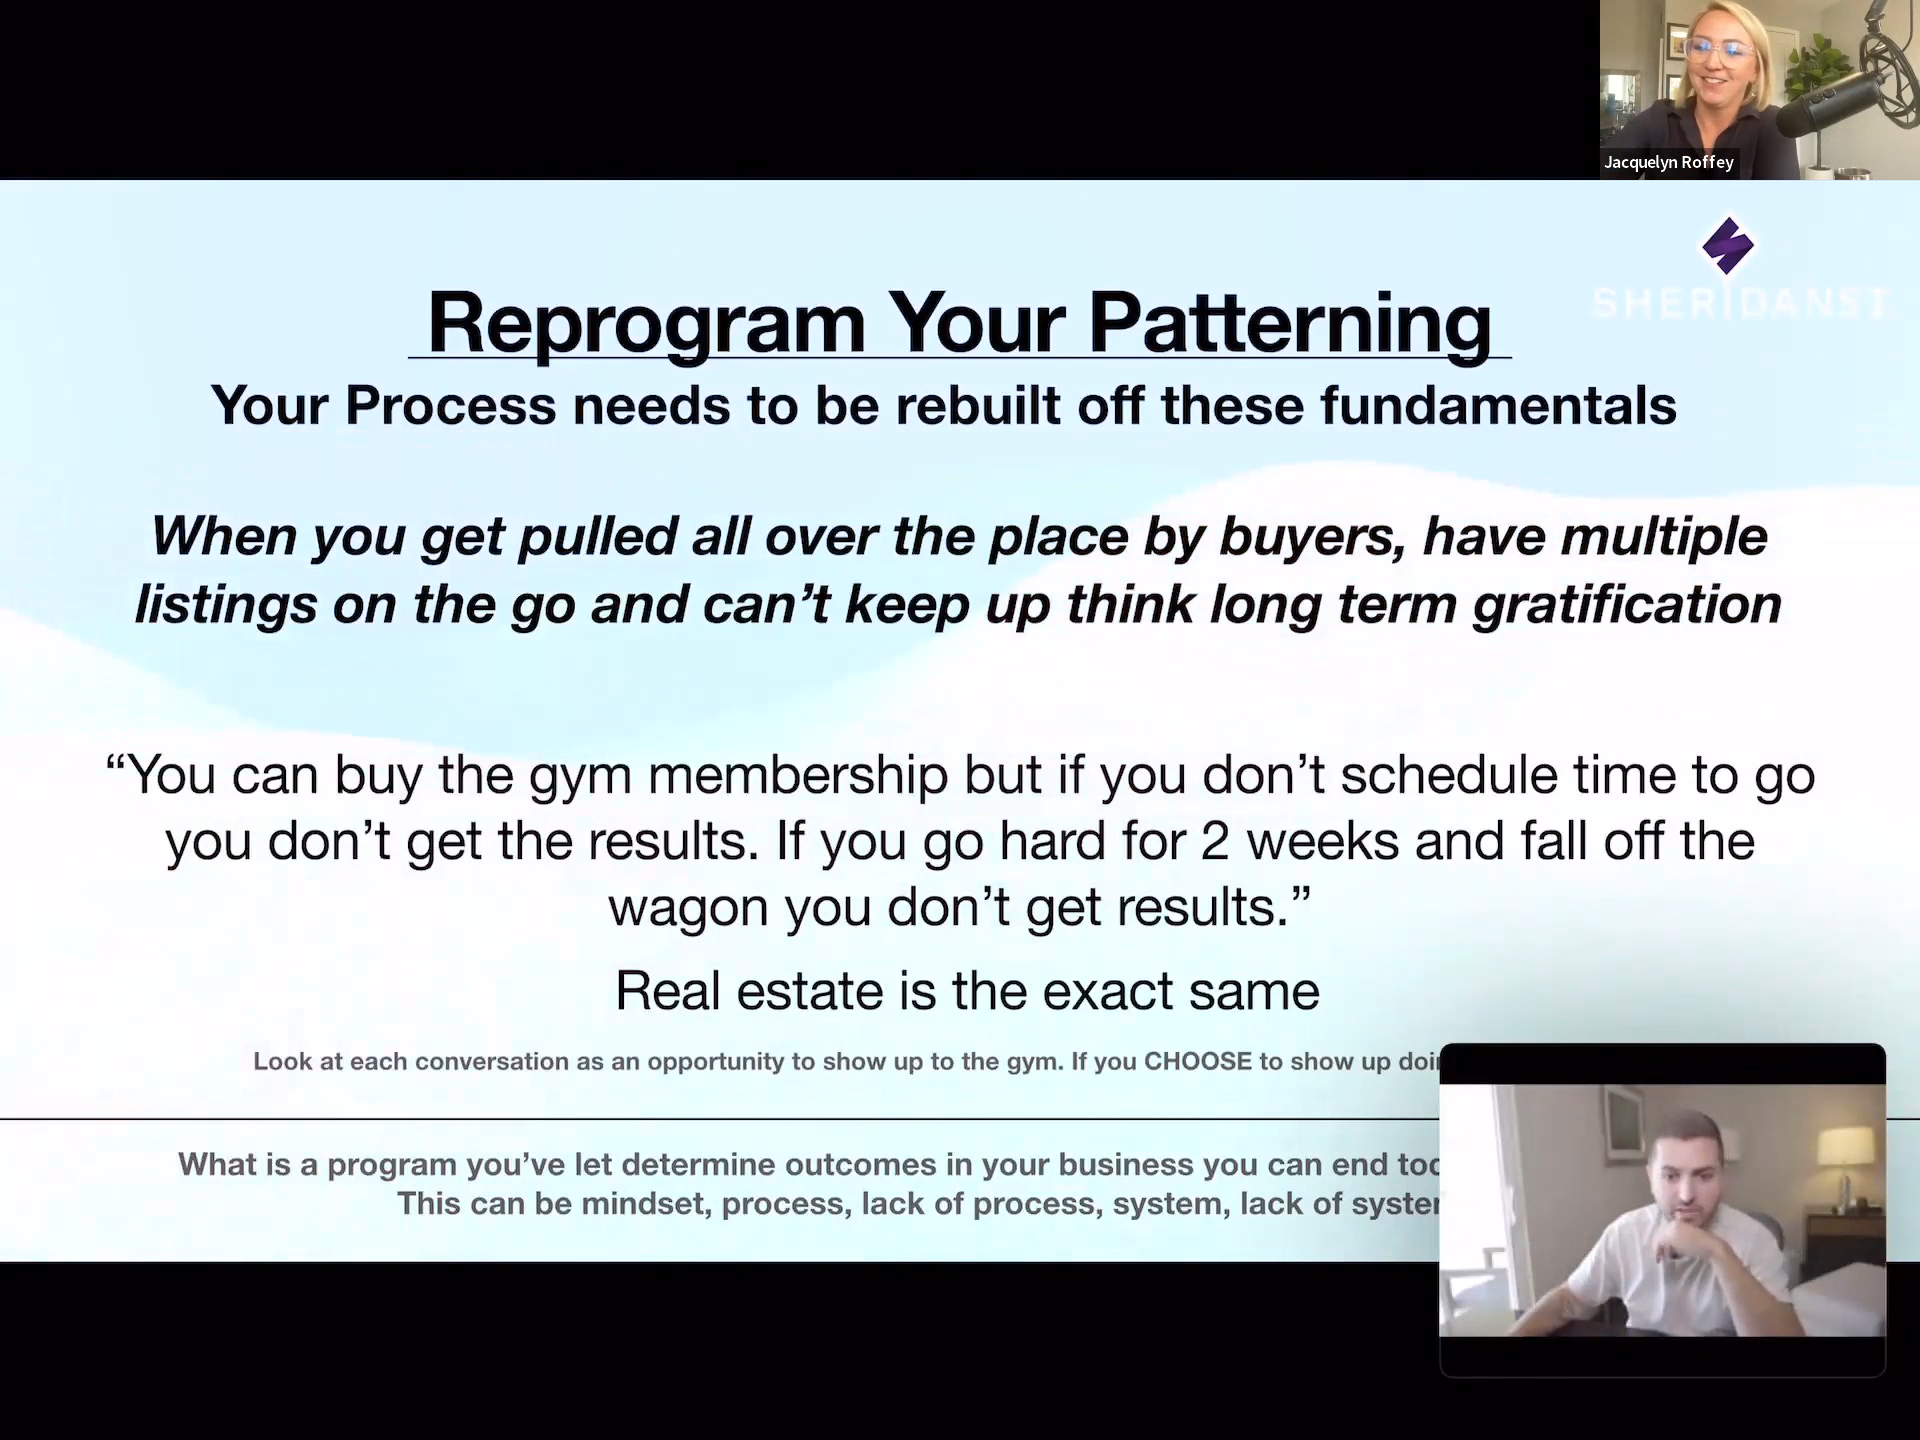 Jacquelyn Roffey
SHERIDANST
Reprogram Your Patterning
Your Process needs to be rebuilt off these fundamentals
When you get pulled all over the place by buyers, have multiple
listings on the go and can’t keep up think long term gratification
“You can buy the gym membership but if you don’t schedule time to go
you don’t get the results. If you go hard for 2 weeks and fall off the
wagon you don’t get results.”
Real estate is the exact same
Look at each conversation as an opportunity to show up to the gym. If you CHOOSE to show up
What is a program you’ve let determine outcomes in your business you can end
This can be mindset, process, lack of process, system, lack of